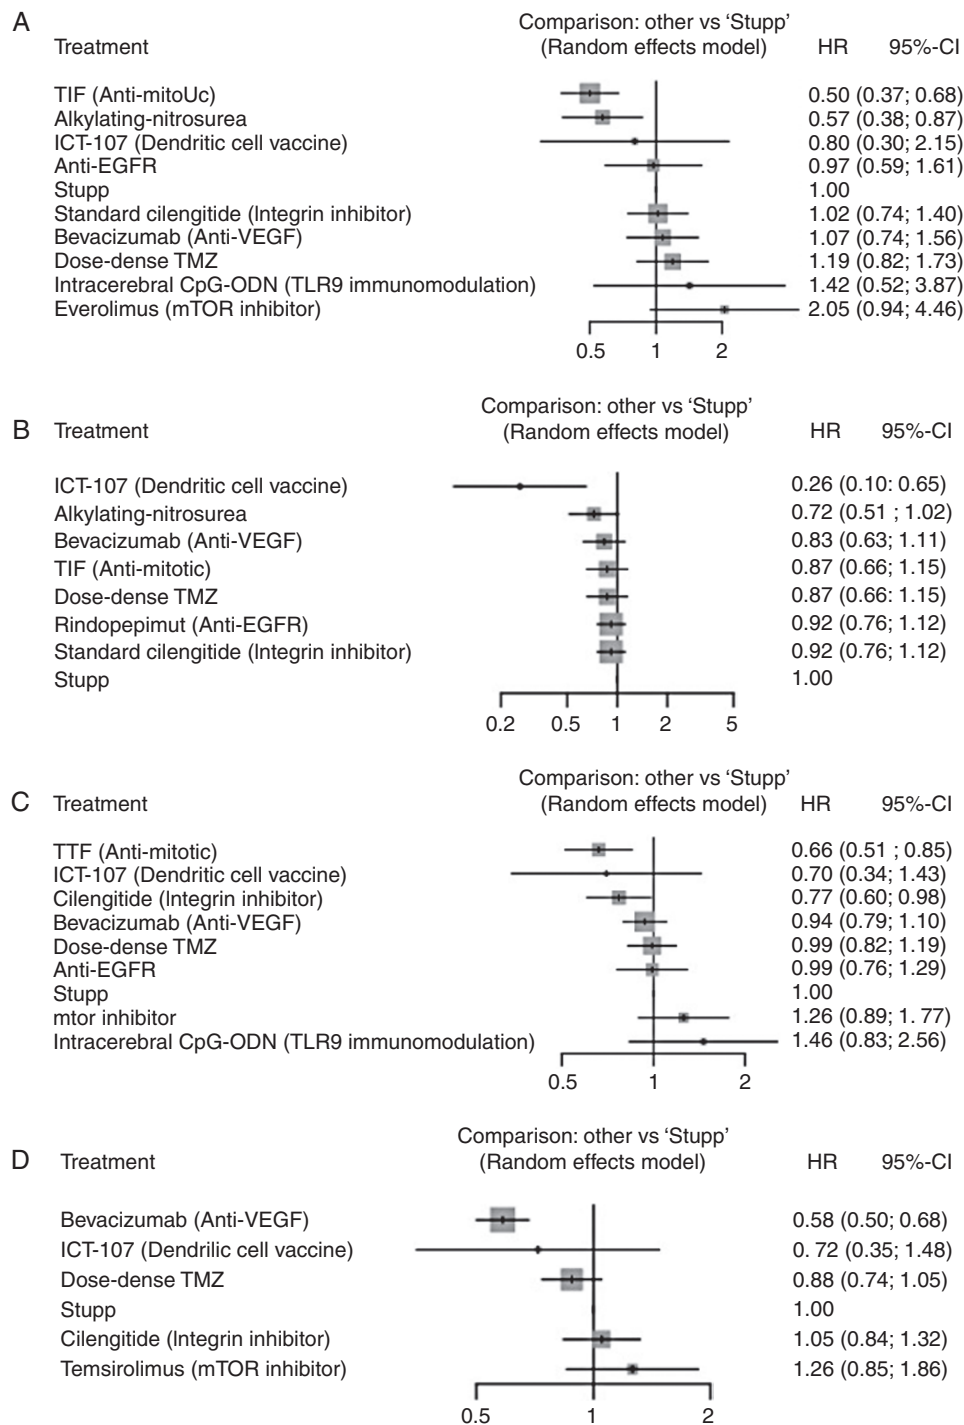 A
Comparison: other vs ‘Stupp’
Treatment (Random effects model) HR 95%-CI
TIF (Anti-mitoUc) 0.50 (0.37; 0.68)
Alkylating-nitrosurea 0.57 (0.38; 0.87)
ICT-107 (Dendritic cell vaccine) 0.80 (0.30; 2.15)
Anti-EGFR 0.97 (0.59; 1.61)
Stupp 1.00
Standard cilengitide (Integrin inhibitor) 1.02 (0.74; 1.40)
Bevacizumab (Anti-VEGF) 1.07 (0.74; 1.56)
Dose-dense TMZ 1.19 (0.82; 1.73)
Intracerebral CpG-ODN (TLR9 immunomodulation) 1.42 (0.52; 3.87)
Everolimus (mTOR inhibitor) 2.05 (0.94; 4.46)
0.5 1 2
Comparison: other vs ‘Stupp’
B Treatment (Random effects model) HR 95%-CI
ICT-107 (Dendritic cell vaccine) 0.26 (0.10: 0.65)
Alkylating-nitrosurea 0.72 (0.51 ; 1.02)
Bevacizumab (Anti-VEGF) 0.83 (0.63; 1.11)
TIF (Anti-mitotic) 0.87 (0.66; 1.15)
Dose-dense TMZ 0.87 (0.66: 1.15)
Rindopepimut (Anti-EGFR) 0.92 (0.76; 1.12)
Standard cilengitide (Integrin inhibitor) 0.92 (0.76; 1.12)
Stupp 1.00
0.2 0.5 1 2 5
Comparison: other vs ‘Stupp’
C Treatment (Random effects model) HR 95%-CI
TTF (Anti-mitotic) 0.66 (0.51 ; 0.85)
ICT-107 (Dendritic cell vaccine) 0.70 (0.34; 1.43)
Cilengitide (Integrin inhibitor) 0.77 (0.60; 0.98)
Bevacizumab (Anti-VEGF) 0.94 (0.79; 1.10)
Dose-dense TMZ 0.99 (0.82; 1.19)
Anti-EGFR 0.99 (0.76; 1.29)
Stupp 1.00
mtor inhibitor 1.26 (0.89; 1. 77)
Intracerebral CpG-ODN (TLR9 immunomodulation) 1.46 (0.83; 2.56)
0.5 1 2
Comparison: other vs ‘Stupp’
D Treatment (Random effects model) HR 95%-CI
Bevacizumab (Anti-VEGF) 0.58 (0.50; 0.68)
ICT-107 (Dendrilic cell vaccine) 0. 72 (0.35; 1.48)
Dose-dense TMZ 0.88 (0.74; 1.05)
Stupp 1.00
Cilengitide (Integrin inhibitor) 1.05 (0.84; 1.32)
Temsirolimus (mTOR inhibitor) 1.26 (0.85; 1.86)
0.5 1 2